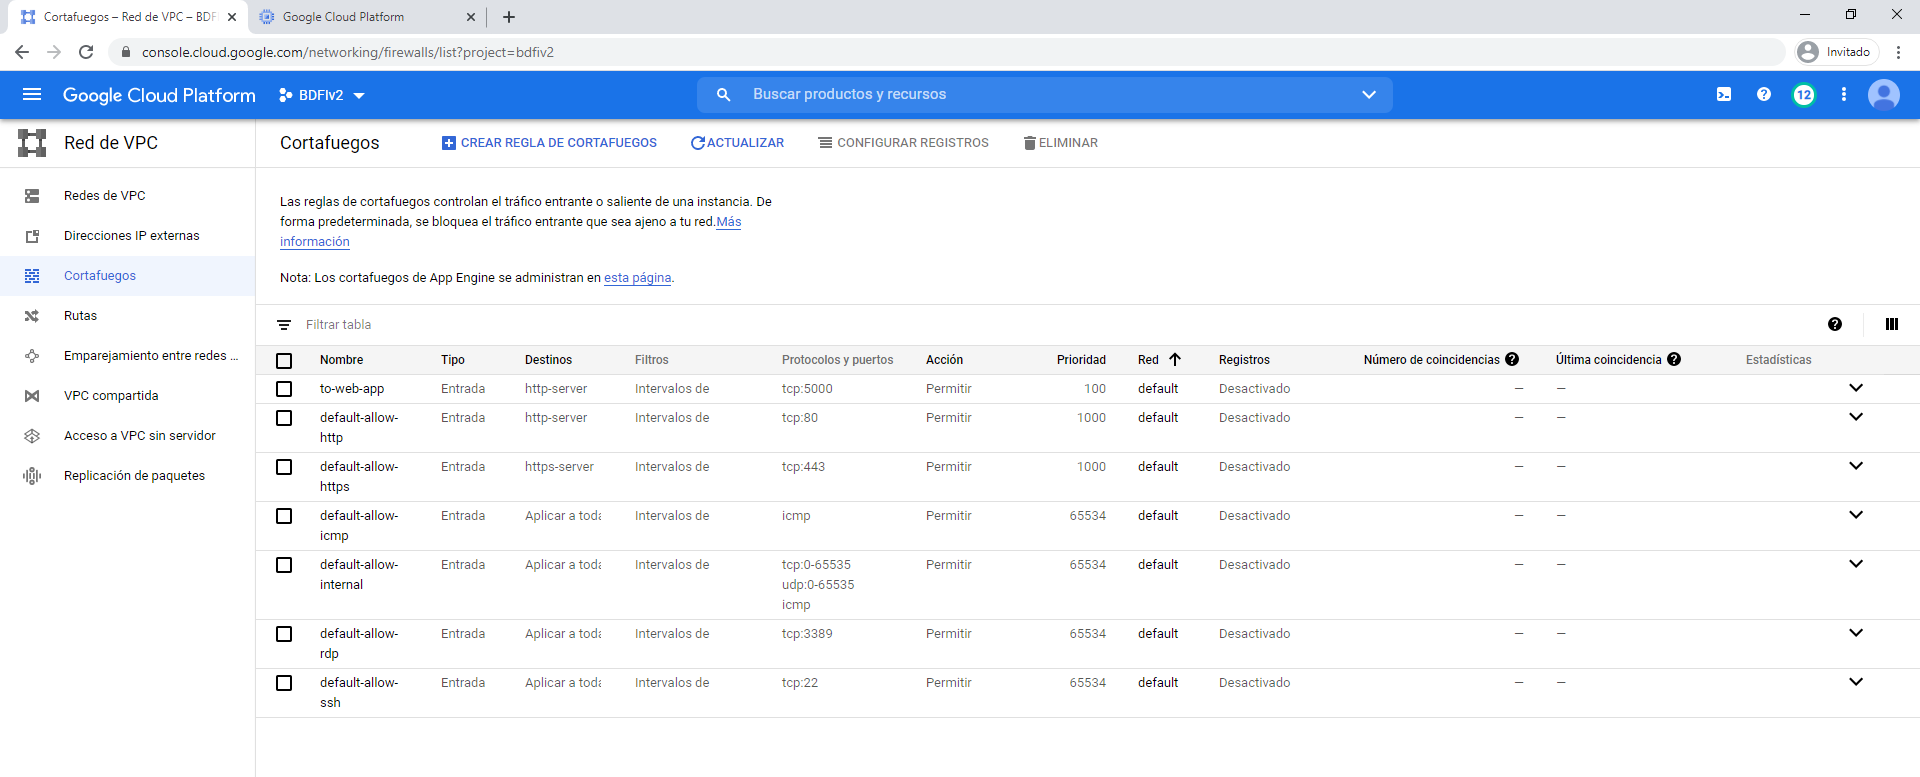 Cortafuegos – Red de VPC – BDFI
Google Cloud Platform
console.cloud.google.com/networking/firewalls/list?project=bdfiv2
Invitado
Google Cloud Platform
BDFIv2
Buscar productos y recursos
12
Red de VPC
Cortafuegos
CREAR REGLA DE CORTAFUEGOS
ACTUALIZAR
CONFIGURAR REGISTROS
ELIMINAR
Redes de VPC
Direcciones IP externas
Cortafuegos
Rutas
Emparejamiento entre redes ...
VPC compartida
Acceso a VPC sin servidor
Replicación de paquetes
Las reglas de cortafuegos controlan el tráfico entrante o saliente de una instancia. De
forma predeterminada, se bloquea el tráfico entrante que sea ajeno a tu red.Más
información
Nota: Los cortafuegos de App Engine se administran en esta página.
Filtrar tabla
Nombre Tipo Destinos Filtros Protocolos y puertos Acción Prioridad Red Registros Número de coincidencias Última coincidencia Estadísticas
to-web-app Entrada http-server Intervalos de tcp:5000 Permitir 100 default Desactivado — —
default-allow- Entrada http-server Intervalos de tcp:80 Permitir 1000 default Desactivado — —
http
default-allow- Entrada https-server Intervalos de tcp:443 Permitir 1000 default Desactivado — —
https
default-allow- Entrada Aplicar a toda Intervalos de icmp Permitir 65534 default Desactivado — —
icmp
default-allow- Entrada Aplicar a toda Intervalos de tcp:0-65535 Permitir 65534 default Desactivado — —
internal udp:0-65535
icmp
default-allow- Entrada Aplicar a toda Intervalos de tcp:3389 Permitir 65534 default Desactivado — —
rdp
default-allow- Entrada Aplicar a toda Intervalos de tcp:22 Permitir 65534 default Desactivado — —
ssh